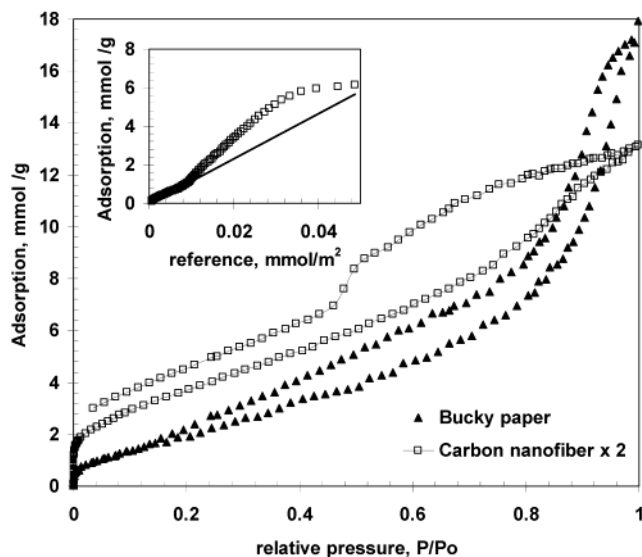 18
16
14
12
10
8
6
4
2
0
Adsorption, mmol /g
8
6
4
2
0
Adsorption, mmol /g
0 0.02 0.04
reference, mmol/m²
▲ Bucky paper
Carbon nanofiber x 2
0 0.2 0.4 0.6 0.8 1
relative pressure, P/Po